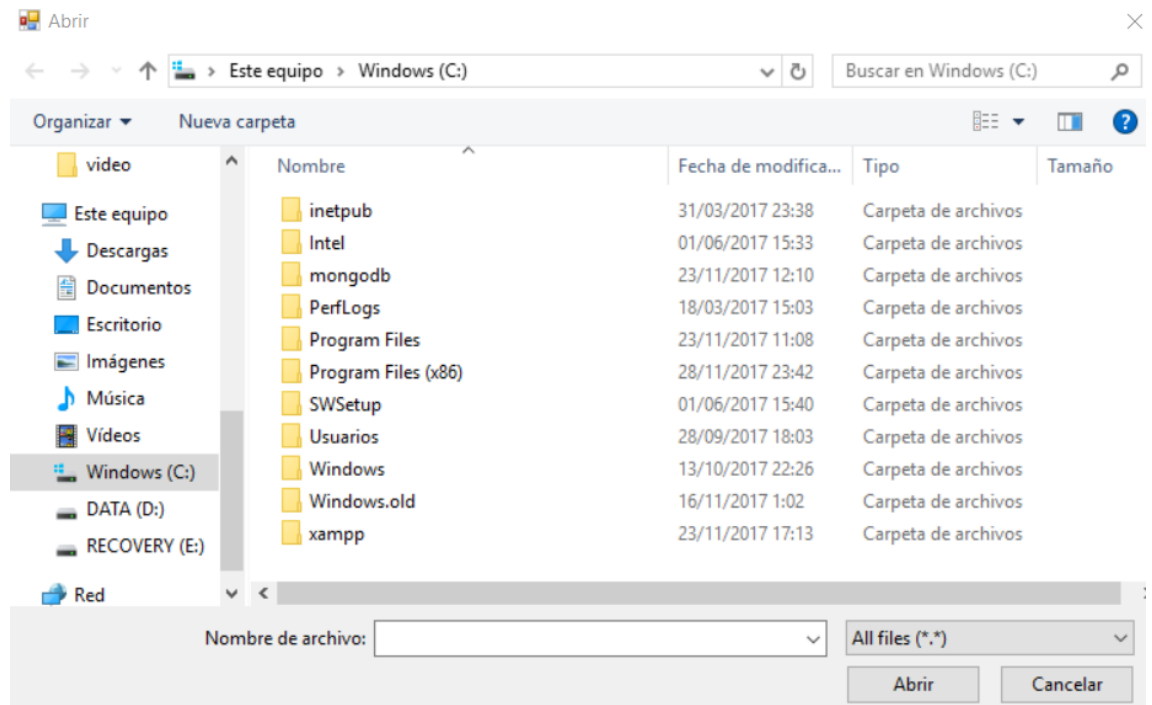 Abrir
Este equipo > Windows (C:)
Buscar en Windows (C:)
Organizar
Nueva carpeta
video
Este equipo
Descargas
Documentos
Escritorio
Imágenes
Música
Vídeos
Windows (C:)
DATA (D:)
RECOVERY (E:)
Red
Nombre Fecha de modifica... Tipo Tamaño
inetpub 31/03/2017 23:38 Carpeta de archivos
Intel 01/06/2017 15:33 Carpeta de archivos
mongodb 23/11/2017 12:10 Carpeta de archivos
PerfLogs 18/03/2017 15:03 Carpeta de archivos
Program Files 23/11/2017 11:08 Carpeta de archivos
Program Files (x86) 28/11/2017 23:42 Carpeta de archivos
SWSetup 01/06/2017 15:40 Carpeta de archivos
Usuarios 28/09/2017 18:03 Carpeta de archivos
Windows 13/10/2017 22:26 Carpeta de archivos
Windows.old 16/11/2017 1:02 Carpeta de archivos
xampp 23/11/2017 17:13 Carpeta de archivos
Nombre de archivo:
All files (*.*)
Abrir
Cancelar